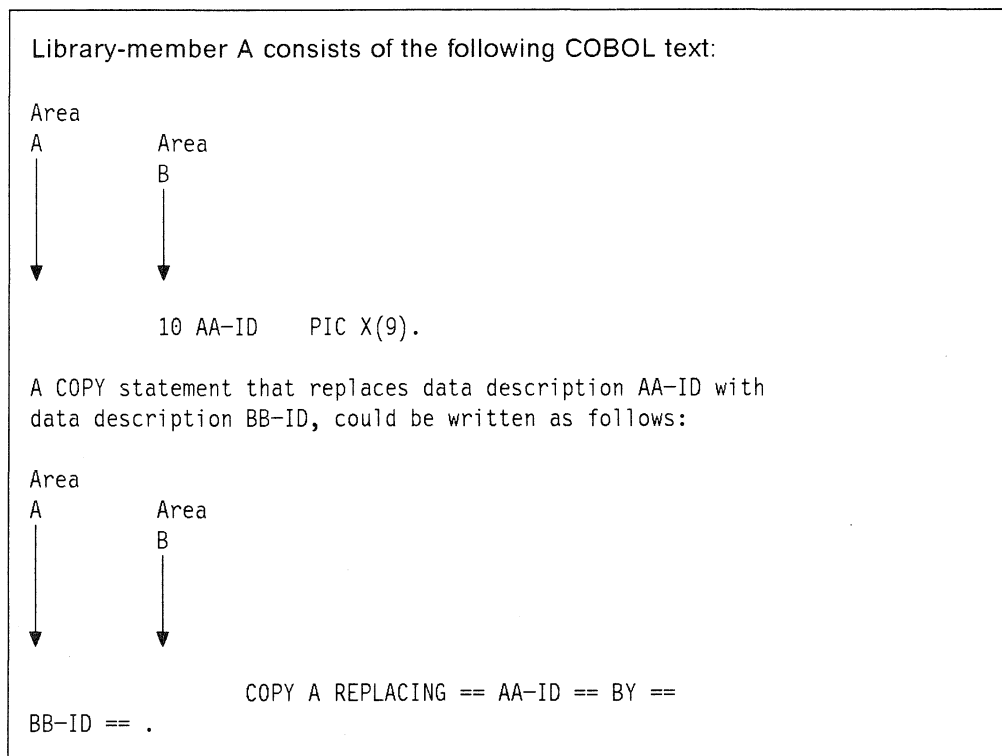 Library-member A consists of the following COBOL text:
Area
A Area
B
10 AA-ID PIC X(9).
A COPY statement that replaces data description AA-ID with
data description BB-ID, could be written as follows:
Area
A Area
B
COPY A REPLACING == AA-ID == BY ==
BB-ID == .